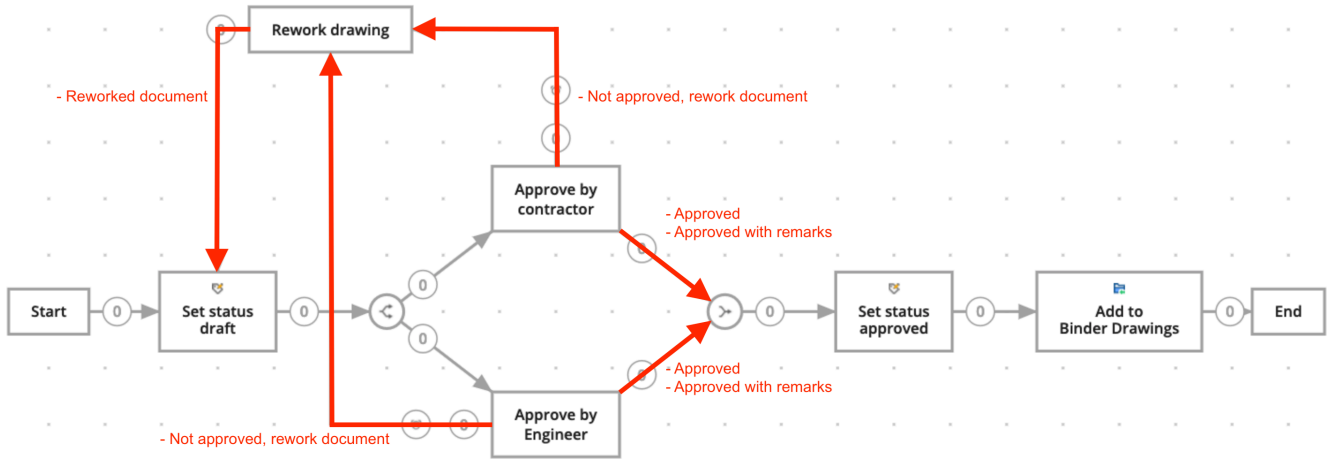 Rework drawing
- Reworked document
- Not approved, rework document
Approve by
contractor
- Approved
- Approved with remarks
Start
0
Set status
draft
0
0
0
0
Set status
approved
0
Add to
Binder Drawings
0
End
- Approved
- Approved with remarks
Approve by
Engineer
- Not approved, rework document